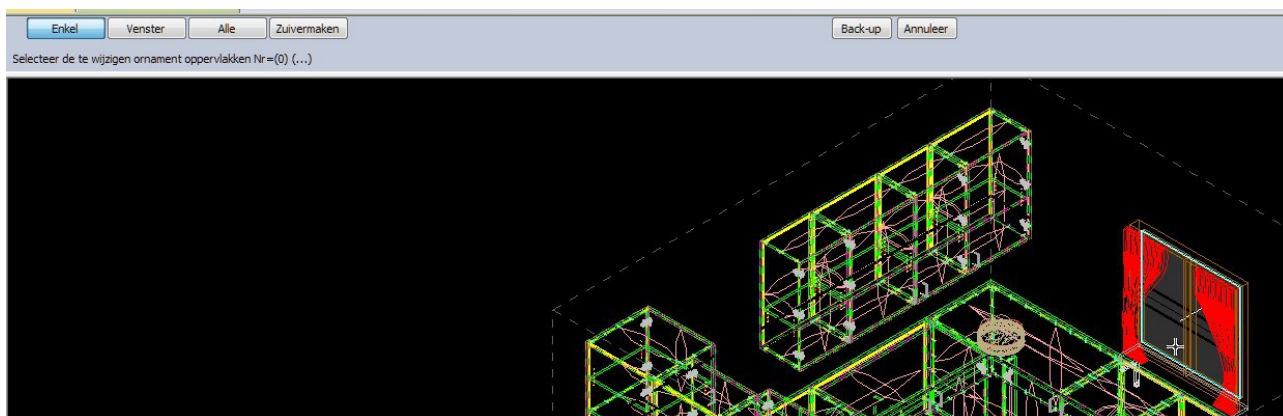 Enkel Venster Alle Zuivermaken Back-up Annuleer
Selecteer de te wijzigen ornament oppervlakken Nr=(0) (...)